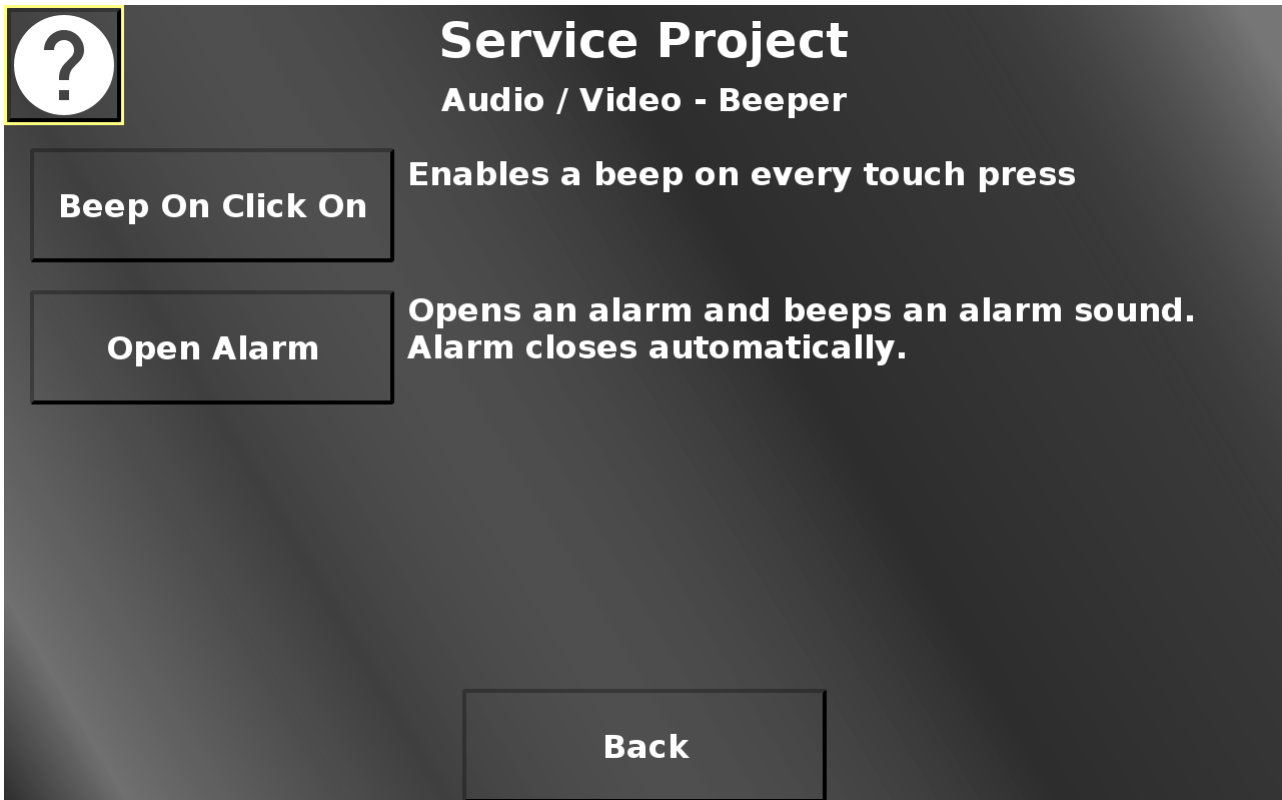 ?
Service Project
Audio / Video - Beeper
Beep On Click On
Enables a beep on every touch press
Open Alarm
Opens an alarm and beeps an alarm sound.
Alarm closes automatically.
Back